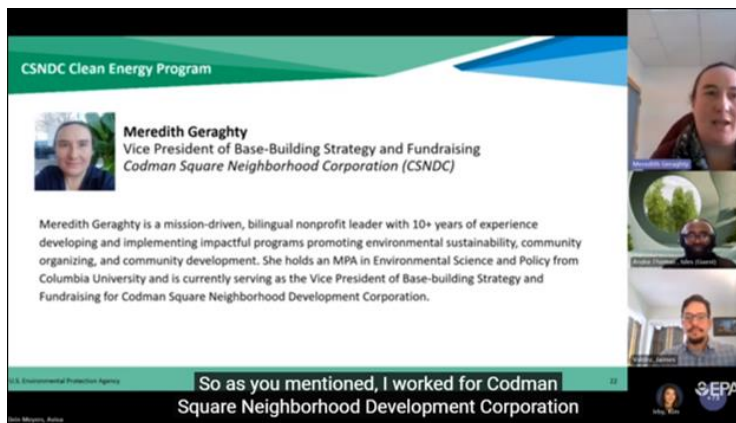 CSNDC Clean Energy Program
Meredith Geraghty
Vice President of Base-Building Strategy and Fundraising
Codman Square Neighborhood Corporation (CSNDC)
Meredith Geraghty is a mission-driven, bilingual nonprofit leader with 10+ years of experience
developing and implementing impactful programs promoting environmental sustainability, community
organizing, and community development. She holds an MPA in Environmental Science and Policy from
Columbia University and is currently serving as the Vice President of Base-building Strategy and
Fundraising for Codman Square Neighborhood Development Corporation.
U.S. Environmental Protection Agency
22
So as you mentioned, I worked for Codman
Square Neighborhood Development Corporation
Meredith Geraghty
(Guest)
James
EPA